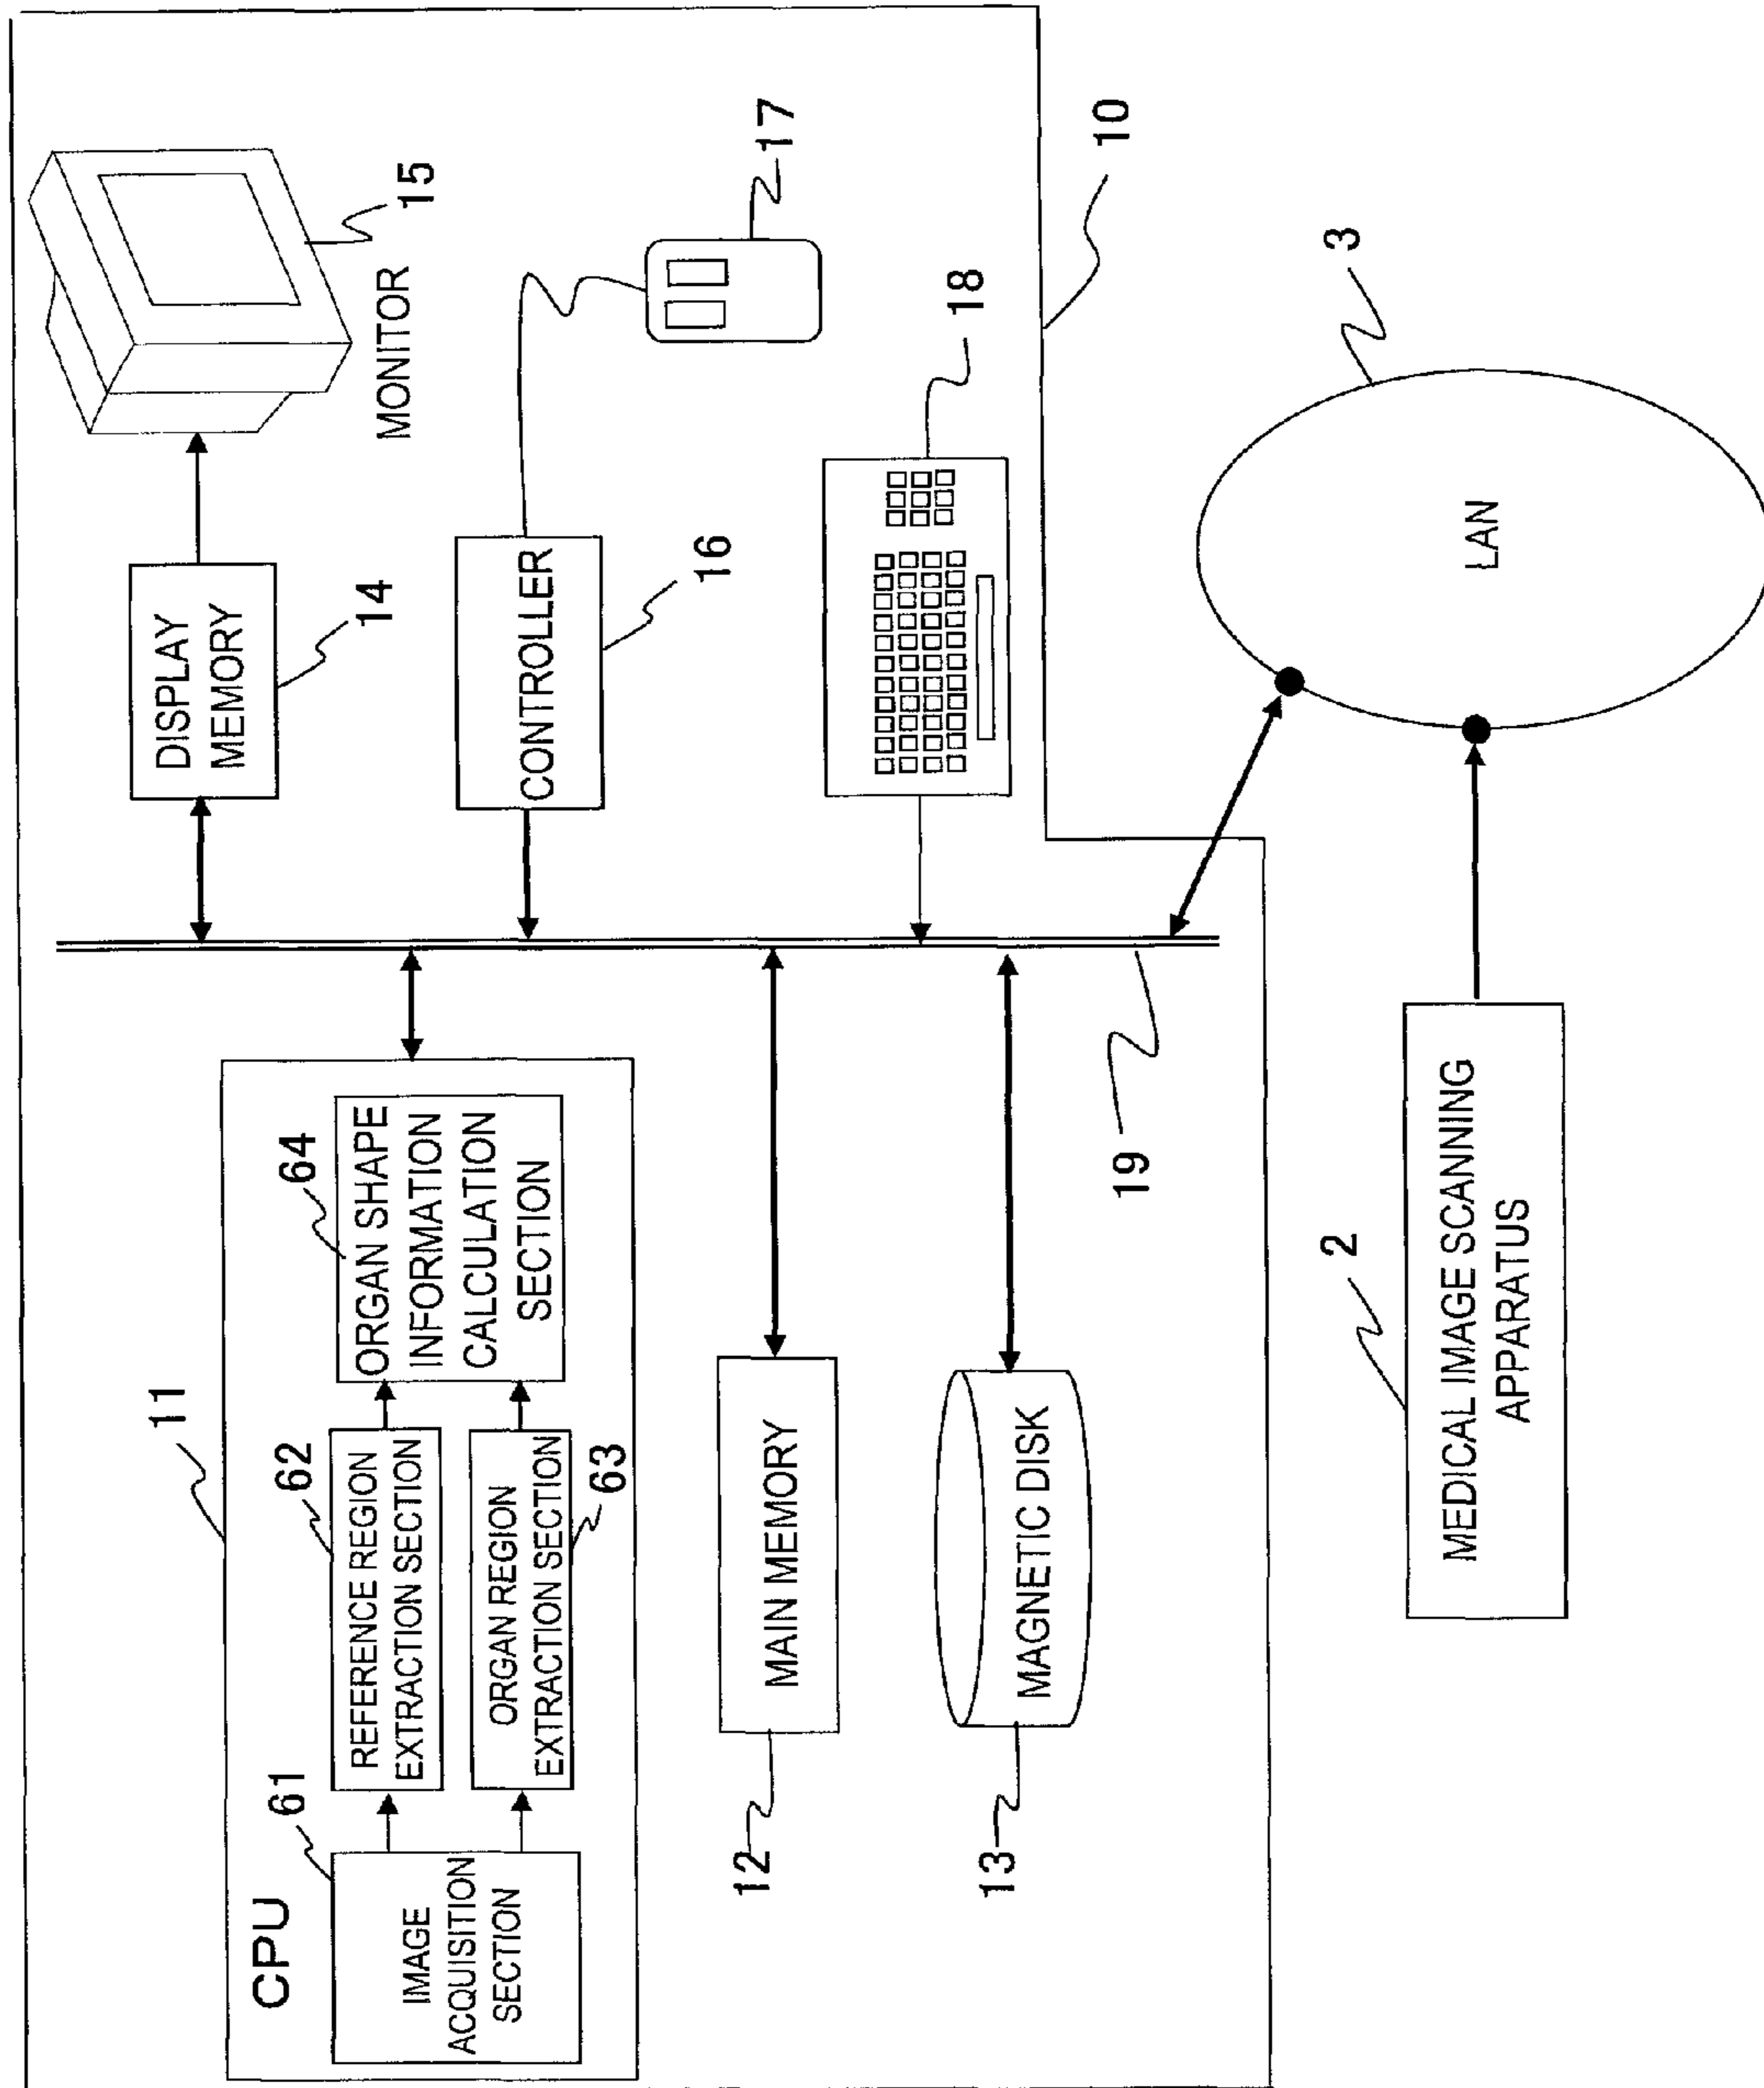 11
CPU
61
IMAGE
ACQUISITION
SECTION
62
REFERENCE REGION
EXTRACTION SECTION
ORGAN REGION
EXTRACTION SECTION
63
64
ORGAN SHAPE
INFORMATION
CALCULATION
SECTION
DISPLAY
MEMORY
14
15
MONITOR
CONTROLLER
16
17
18
12
MAIN MEMORY
13
MAGNETIC DISK
19
10
2
MEDICAL IMAGE SCANNING
APPARATUS
3
LAN